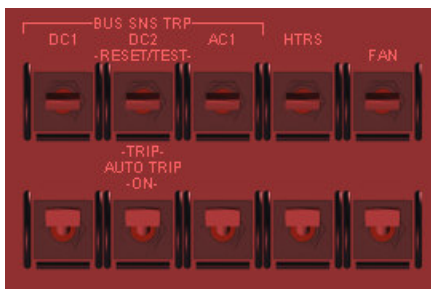 BUS SNS TRP
DC1 DC2 AC1 HTRS
-RESET/TEST- FAN
-TRIP-
AUTO TRIP
-ON-